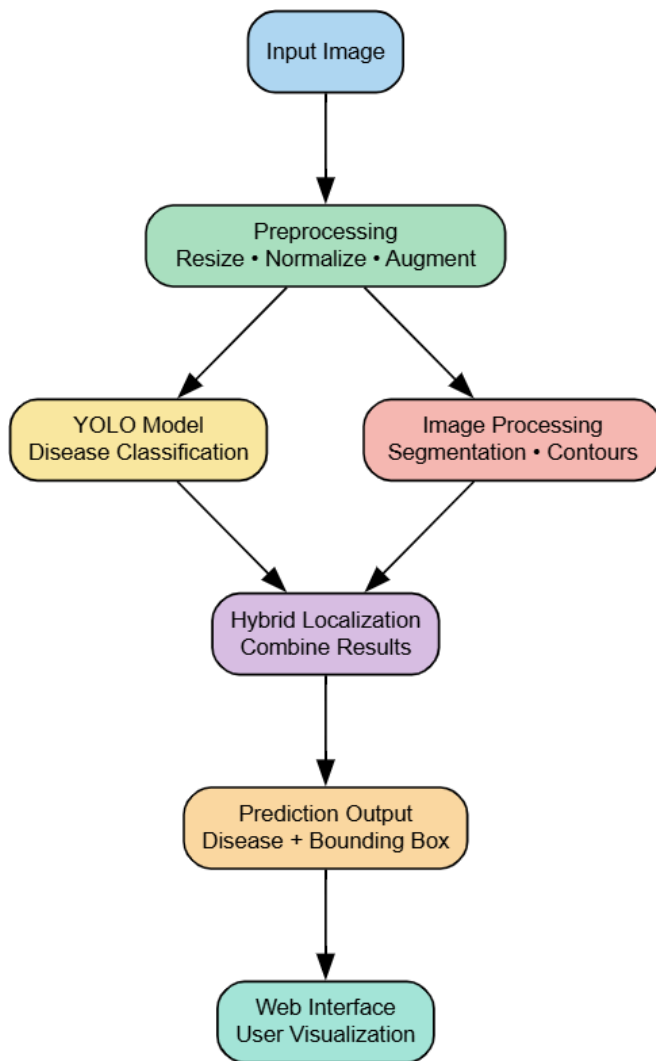 Input Image
Preprocessing
Resize • Normalize • Augment
YOLO Model
Disease Classification
Image Processing
Segmentation • Contours
Hybrid Localization
Combine Results
Prediction Output
Disease + Bounding Box
Web Interface
User Visualization